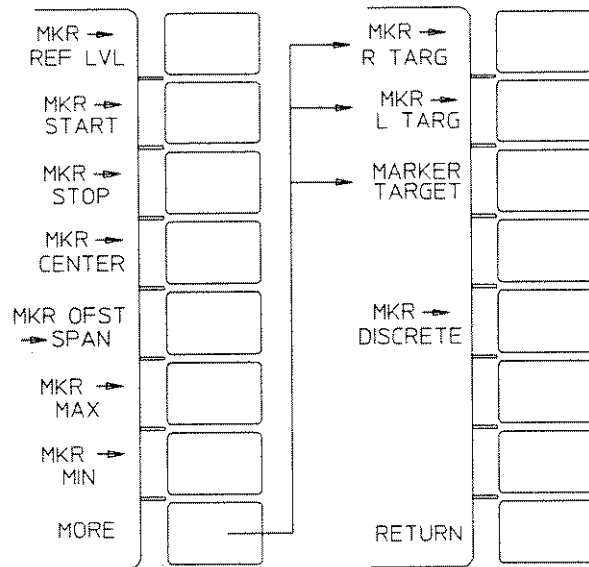 MKR →
REF LVL
MKR →
START
MKR →
STOP
MKR →
CENTER
MKR OFST
→ SPAN
MKR →
MAX
MKR →
MIN
MORE
MKR →
R TARG
MKR →
L TARG
MARKER
TARGET
MKR →
DISCRETE
RETURN